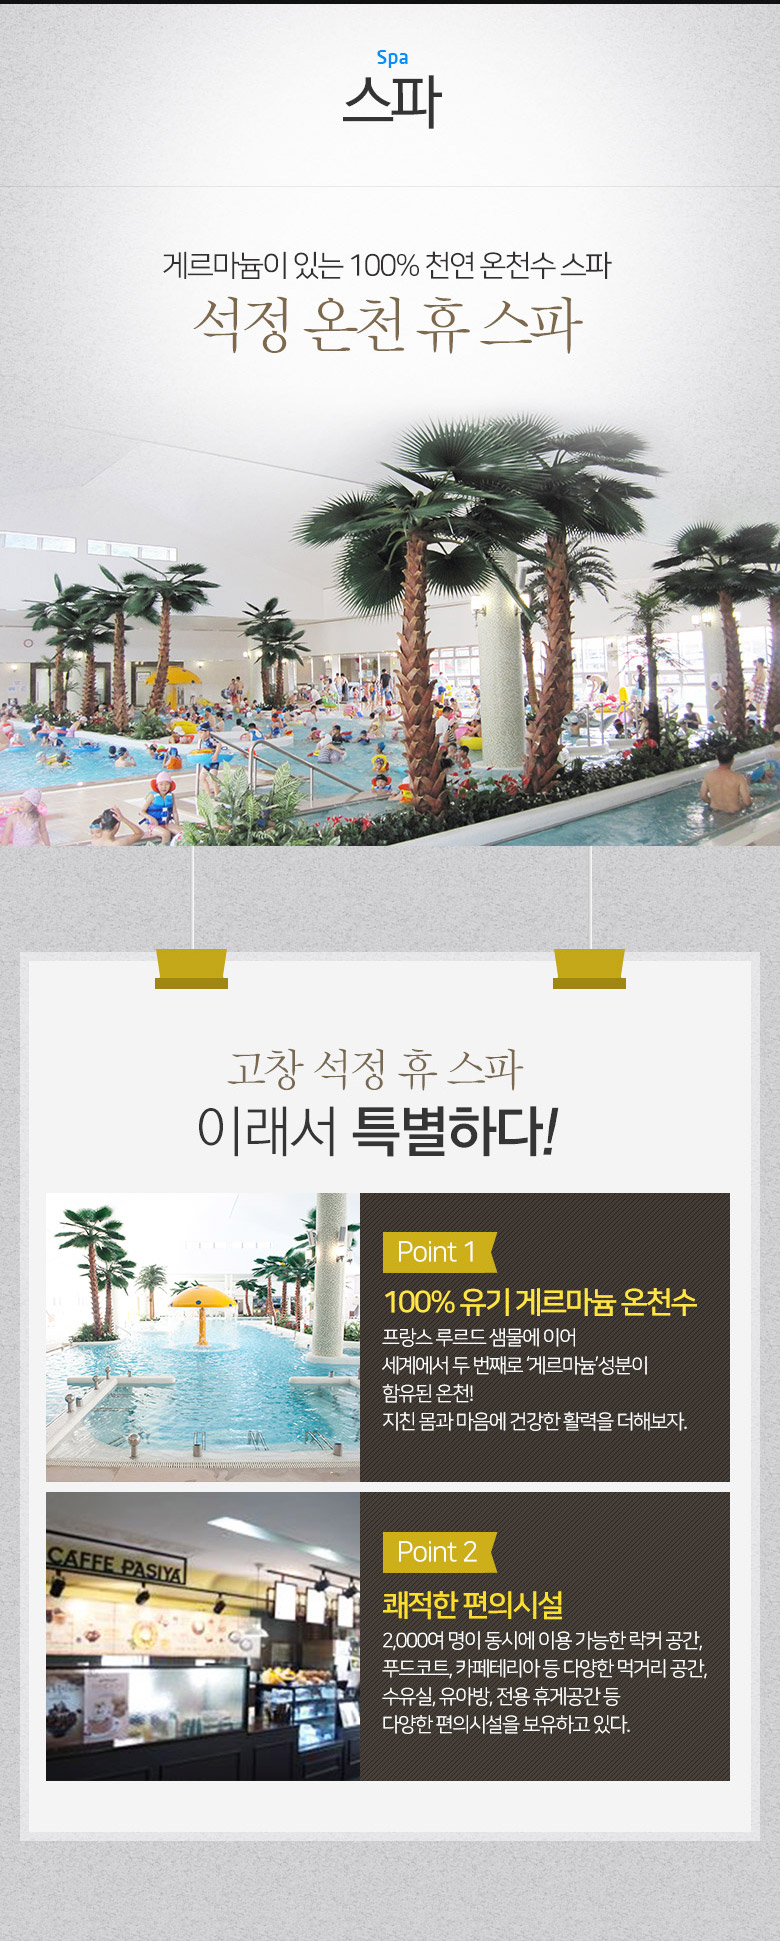 Spa
스파
게르마늄이 있는 100% 천연 온천수 스파
석정 온천 휴 스파
고창 석정 휴 스파
이래서 특별하다!
Point 1
100% 유기 게르마늄 온천수
프랑스 루르드 샘물에 이어
세계에서 두 번째로 '게르마늄'성분이
함유된 온천!
지친 몸과 마음에 건강한 활력을 더해보자.
CAFFE PASIYA
Point 2
쾌적한 편의시설
2,000여 명이 동시에 이용 가능한 락커 공간,
푸드코트, 카페테리아 등 다양한 먹거리 공간,
수유실, 유아방, 전용 휴게공간 등
다양한 편의시설을 보유하고 있다.